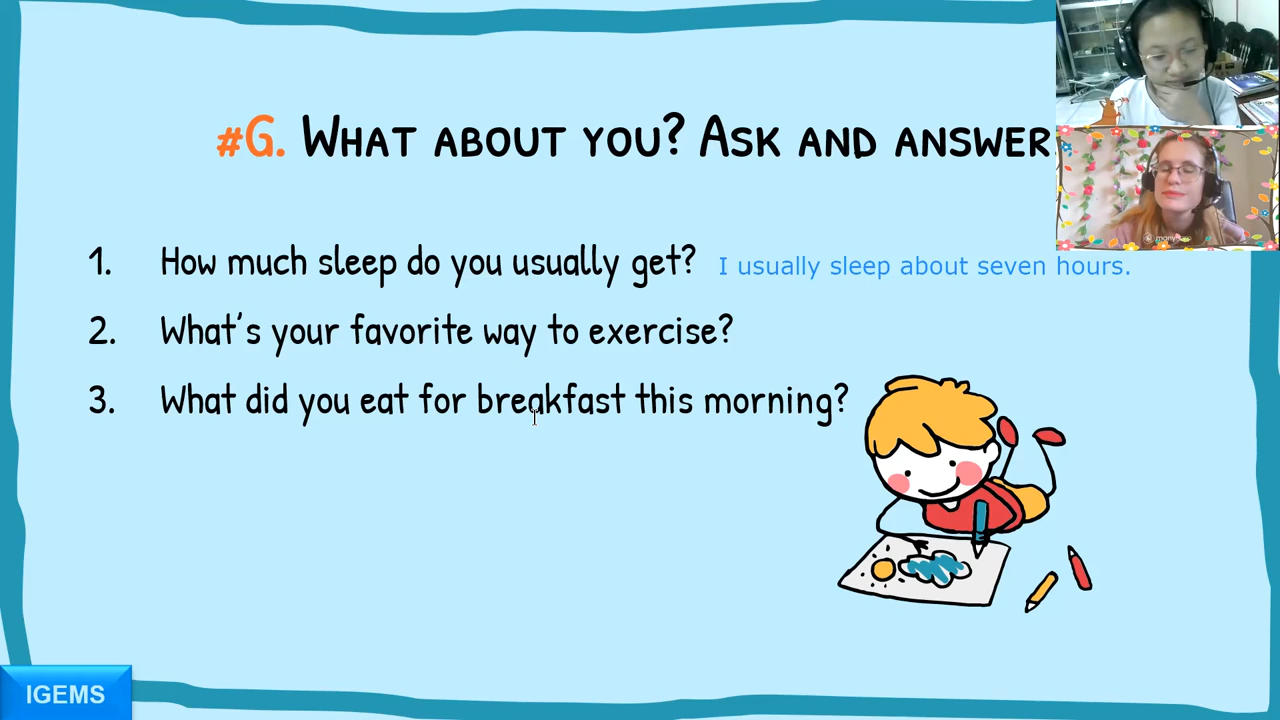 #G. What about you? Ask and answer
1. How much sleep do you usually get? I usually sleep about seven hours.
2. What's your favorite way to exercise?
3. What did you eat for breakfast this morning?
IGEMS